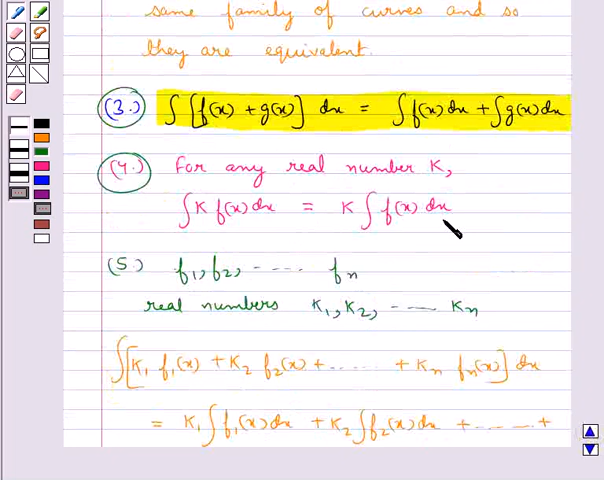 same family of curves and so
they are equivalent.
(3.) ∫ [f(x) + g(x)] dx = ∫ f(x) dx + ∫ g(x) dx
(4.) For any real number K,
∫ K f(x) dx = K ∫ f(x) dx
(5.) f₁, f₂, ----- fₙ
real numbers K₁, K₂, ----- Kₙ
∫ [K₁ f₁(x) + K₂ f₂(x) + ...... + Kₙ fₙ(x)] dx
= K₁ ∫ f₁(x) dx + K₂ ∫ f₂(x) dx + ...... +